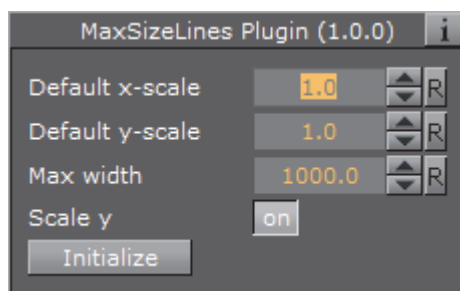 MaxSizeLines Plugin (1.0.0) i
Default x-scale 1.0 R
Default y-scale 1.0 R
Max width 1000.0 R
Scale y on
Initialize